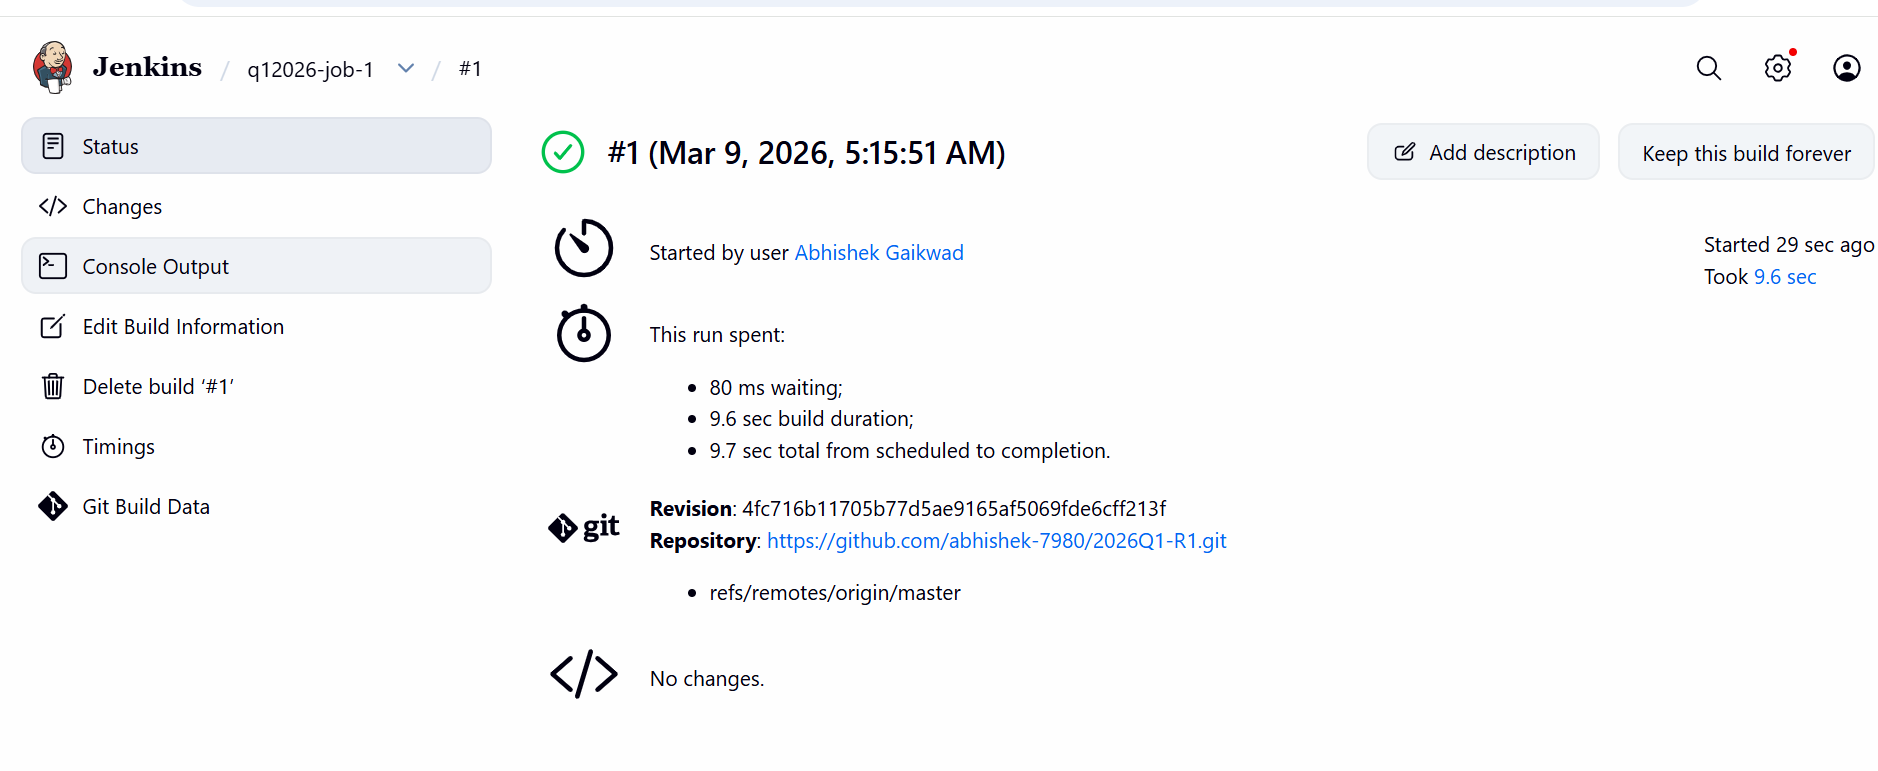 Jenkins / q12026-job-1 / #1
Status
Changes
Console Output
Edit Build Information
Delete build ‘#1’
Timings
Git Build Data
#1 (Mar 9, 2026, 5:15:51 AM)
Add description
Keep this build forever
Started by user Abhishek Gaikwad
Started 29 sec ago
Took 9.6 sec
This run spent:
• 80 ms waiting;
• 9.6 sec build duration;
• 9.7 sec total from scheduled to completion.
git
Revision: 4fc716b11705b77d5ae9165af5069fde6cff213f
Repository: https://github.com/abhishek-7980/2026Q1-R1.git
• refs/remotes/origin/master
No changes.